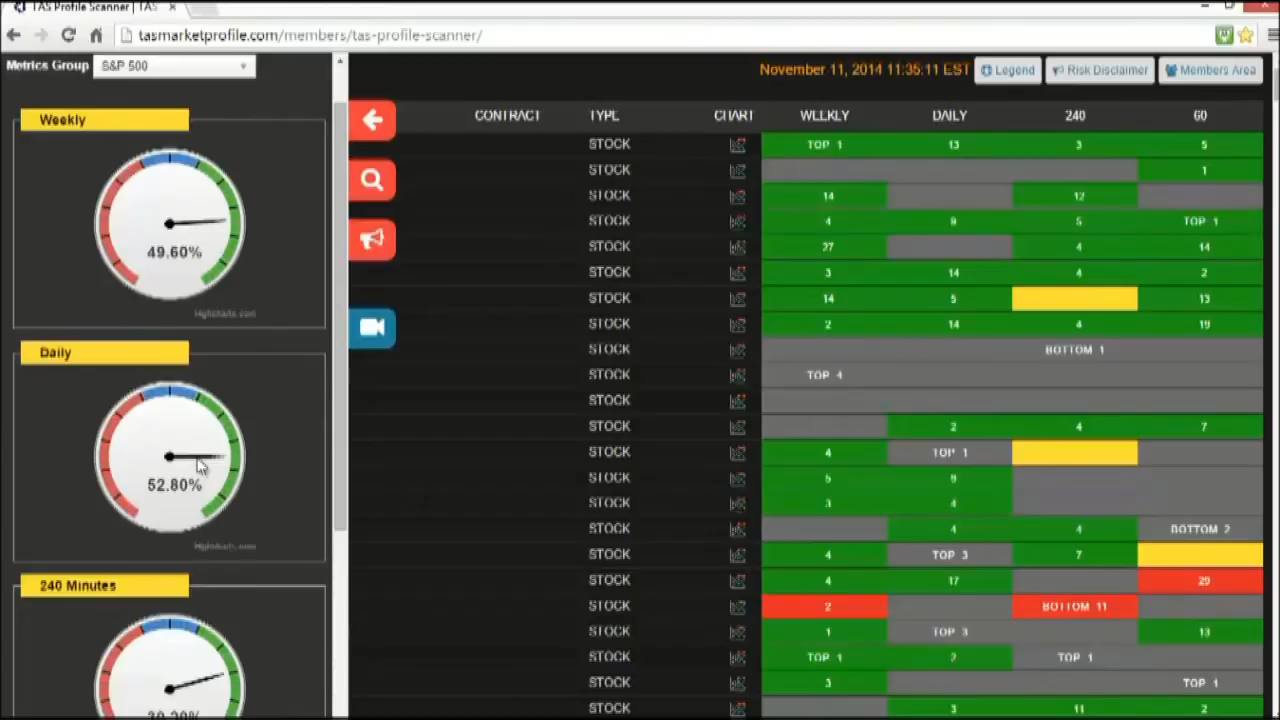 TAS Profile Scanner | TAS
tasmarketprofile.com/members/tas-profile-scanner/
Metrics Group S&P 500
November 11, 2014 11:35:11 EST Legend Risk Disclaimer Members Area
Weekly
49.60%
Highcharts.com
Daily
52.80%
Highcharts.com
240 Minutes
CONTRACT TYPE CHART WEEKLY DAILY 240 60
STOCK TOP 1 13 3 5
STOCK 1
STOCK 14 12
STOCK 4 9 5 TOP 1
STOCK 27 4 14
STOCK 3 14 4 2
STOCK 14 5 13
STOCK 2 14 4 19
STOCK BOTTOM 1
STOCK TOP 4
STOCK
STOCK 2 4 7
STOCK 4 TOP 1
STOCK 5
STOCK 3 4
STOCK 4 4 BOTTOM 2
STOCK 4 TOP 3 7
STOCK 4 17 29
STOCK 2 BOTTOM 11
STOCK 1 TOP 3 13
STOCK TOP 1 2 TOP 1
STOCK 3 TOP 1
STOCK 3 11 2